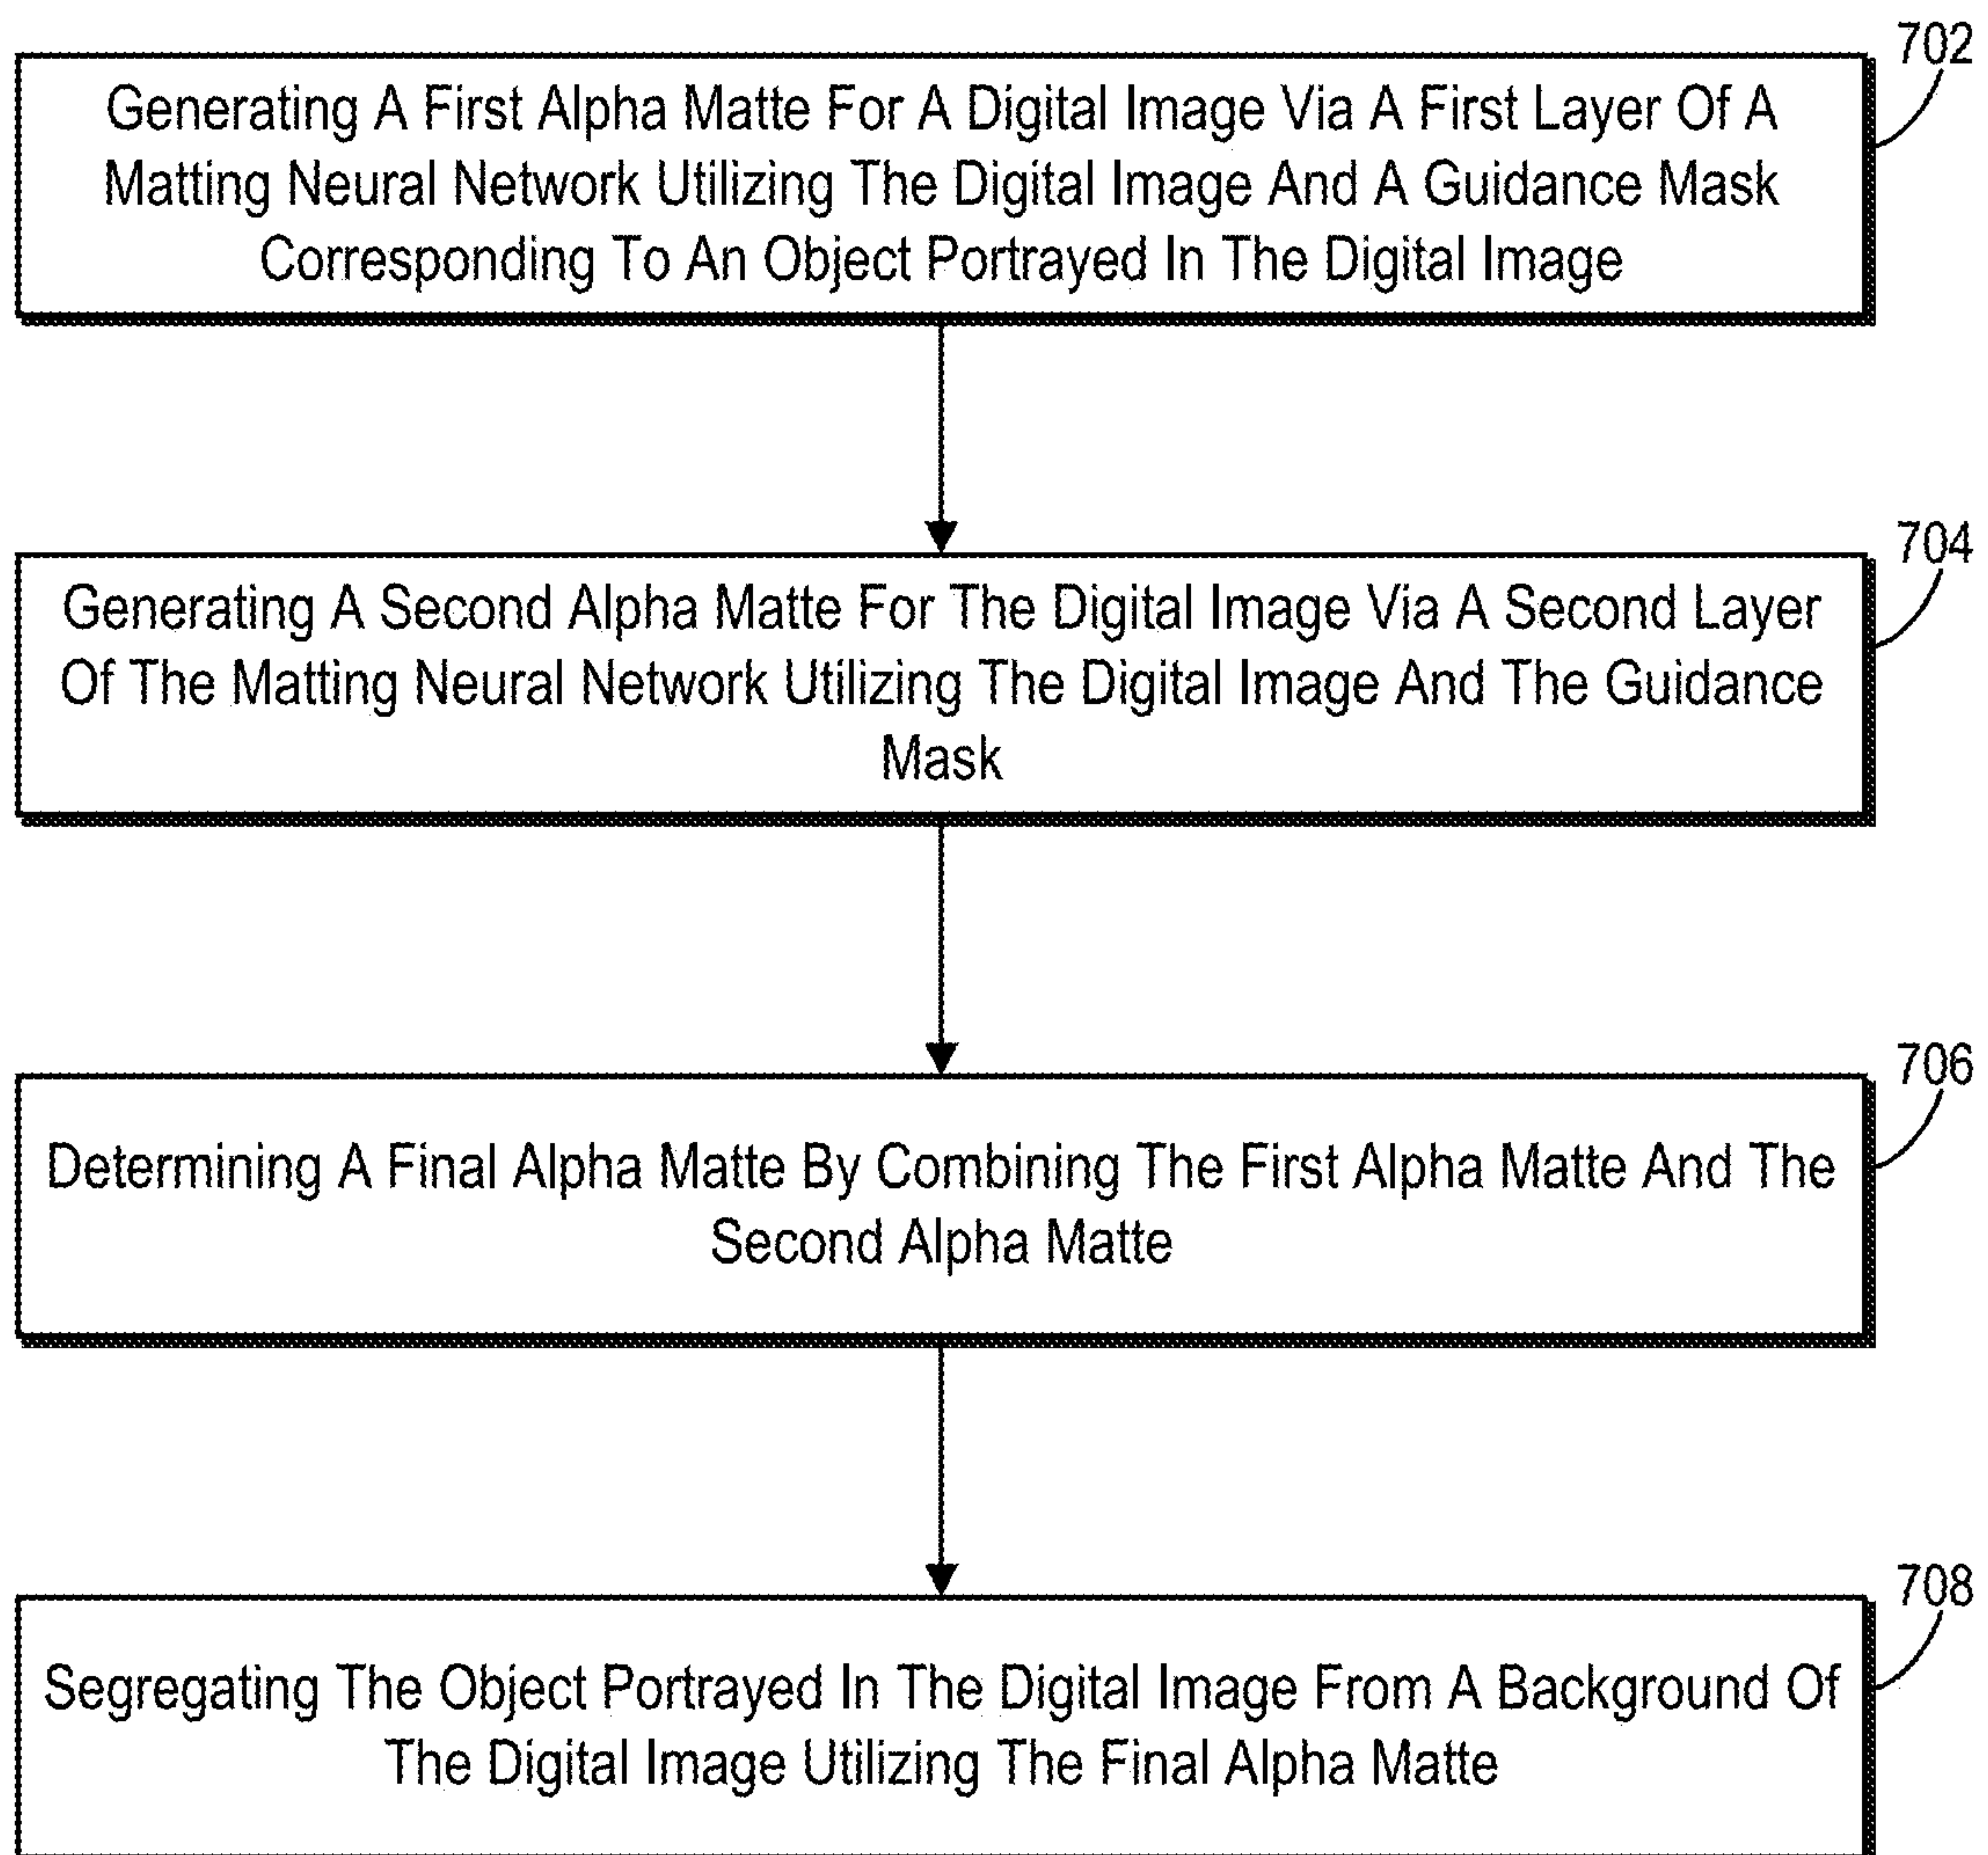 702
Generating A First Alpha Matte For A Digital Image Via A First Layer Of A
Matting Neural Network Utilizing The Digital Image And A Guidance Mask
Corresponding To An Object Portrayed In The Digital Image
704
Generating A Second Alpha Matte For The Digital Image Via A Second Layer
Of The Matting Neural Network Utilizing The Digital Image And The Guidance
Mask
706
Determining A Final Alpha Matte By Combining The First Alpha Matte And The
Second Alpha Matte
708
Segregating The Object Portrayed In The Digital Image From A Background Of
The Digital Image Utilizing The Final Alpha Matte